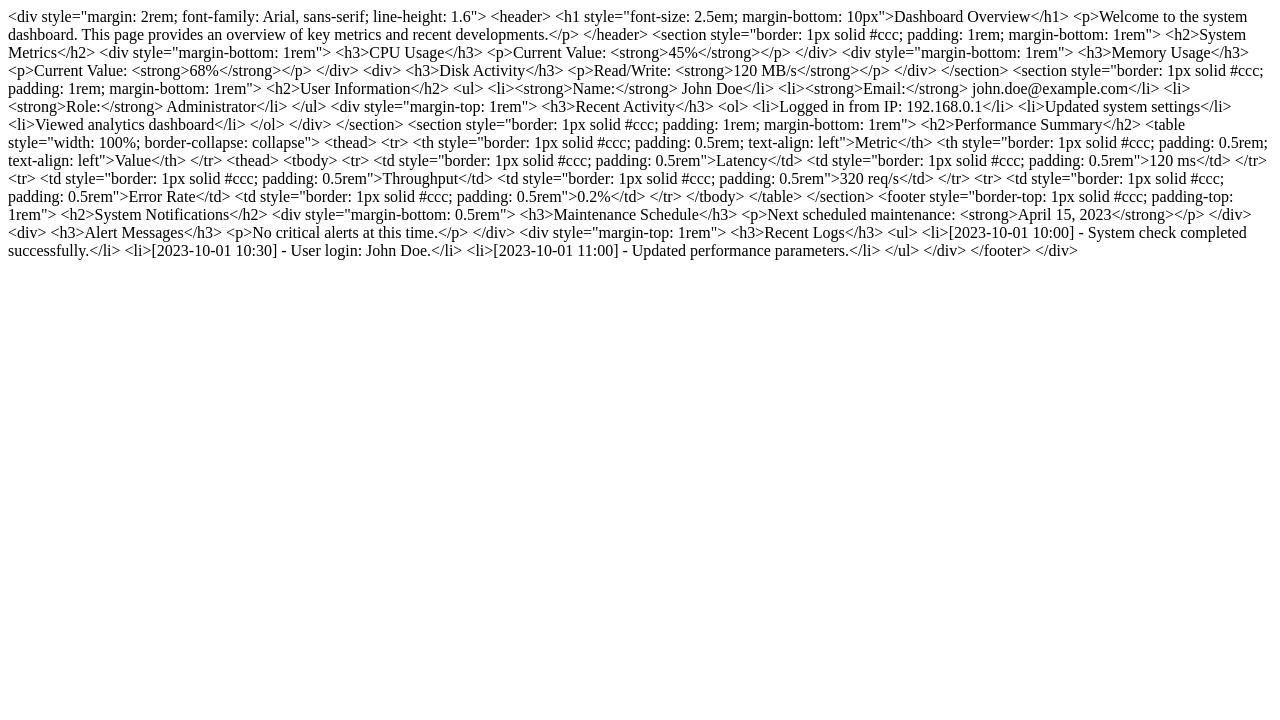 <div style="margin: 2rem; font-family: Arial, sans-serif; line-height: 1.6"> <header> <h1 style="font-size: 2.5em; margin-bottom: 10px">Dashboard Overview</h1> <p>Welcome to the system
dashboard. This page provides an overview of key metrics and recent developments.</p> </header> <section style="border: 1px solid #ccc; padding: 1rem; margin-bottom: 1rem"> <h2>System
Metrics</h2> <div style="margin-bottom: 1rem"> <h3>CPU Usage</h3> <p>Current Value: <strong>45%</strong></p> </div> <div style="margin-bottom: 1rem"> <h3>Memory Usage</h3>
<p>Current Value: <strong>68%</strong></p> </div> <div> <h3>Disk Activity</h3> <p>Read/Write: <strong>120 MB/s</strong></p> </div> </section> <section style="border: 1px solid #ccc;
padding: 1rem; margin-bottom: 1rem"> <h2>User Information</h2> <ul> <li><strong>Name:</strong> John Doe</li> <li><strong>Email:</strong> john.doe@example.com</li> <li>
<strong>Role:</strong> Administrator</li> </ul> <div style="margin-top: 1rem"> <h3>Recent Activity</h3> <ol> <li>Logged in from IP: 192.168.0.1</li> <li>Updated system settings</li>
<li>Viewed analytics dashboard</li> </ol> </div> </section> <section style="border: 1px solid #ccc; padding: 1rem; margin-bottom: 1rem"> <h2>Performance Summary</h2> <table
style="width: 100%; border-collapse: collapse"> <thead> <tr> <th style="border: 1px solid #ccc; padding: 0.5rem; text-align: left">Metric</th> <th style="border: 1px solid #ccc; padding: 0.5rem;
text-align: left">Value</th> </tr> <thead> <tbody> <tr> <td style="border: 1px solid #ccc; padding: 0.5rem">Latency</td> <td style="border: 1px solid #ccc; padding: 0.5rem">120 ms</td> </tr>
<tr> <td style="border: 1px solid #ccc; padding: 0.5rem">Throughput</td> <td style="border: 1px solid #ccc; padding: 0.5rem">320 req/s</td> </tr> <tr> <td style="border: 1px solid #ccc;
padding: 0.5rem">Error Rate</td> <td style="border: 1px solid #ccc; padding: 0.5rem">0.2%</td> </tr> </tbody> </table> </section> <footer style="border-top: 1px solid #ccc; padding-top:
1rem"> <h2>System Notifications</h2> <div style="margin-bottom: 0.5rem"> <h3>Maintenance Schedule</h3> <p>Next scheduled maintenance: <strong>April 15, 2023</strong></p> </div>
<div> <h3>Alert Messages</h3> <p>No critical alerts at this time.</p> </div> <div style="margin-top: 1rem"> <h3>Recent Logs</h3> <ul> <li>[2023-10-01 10:00] - System check completed
successfully.</li> <li>[2023-10-01 10:30] - User login: John Doe.</li> <li>[2023-10-01 11:00] - Updated performance parameters.</li> </ul> </div> </footer> </div>